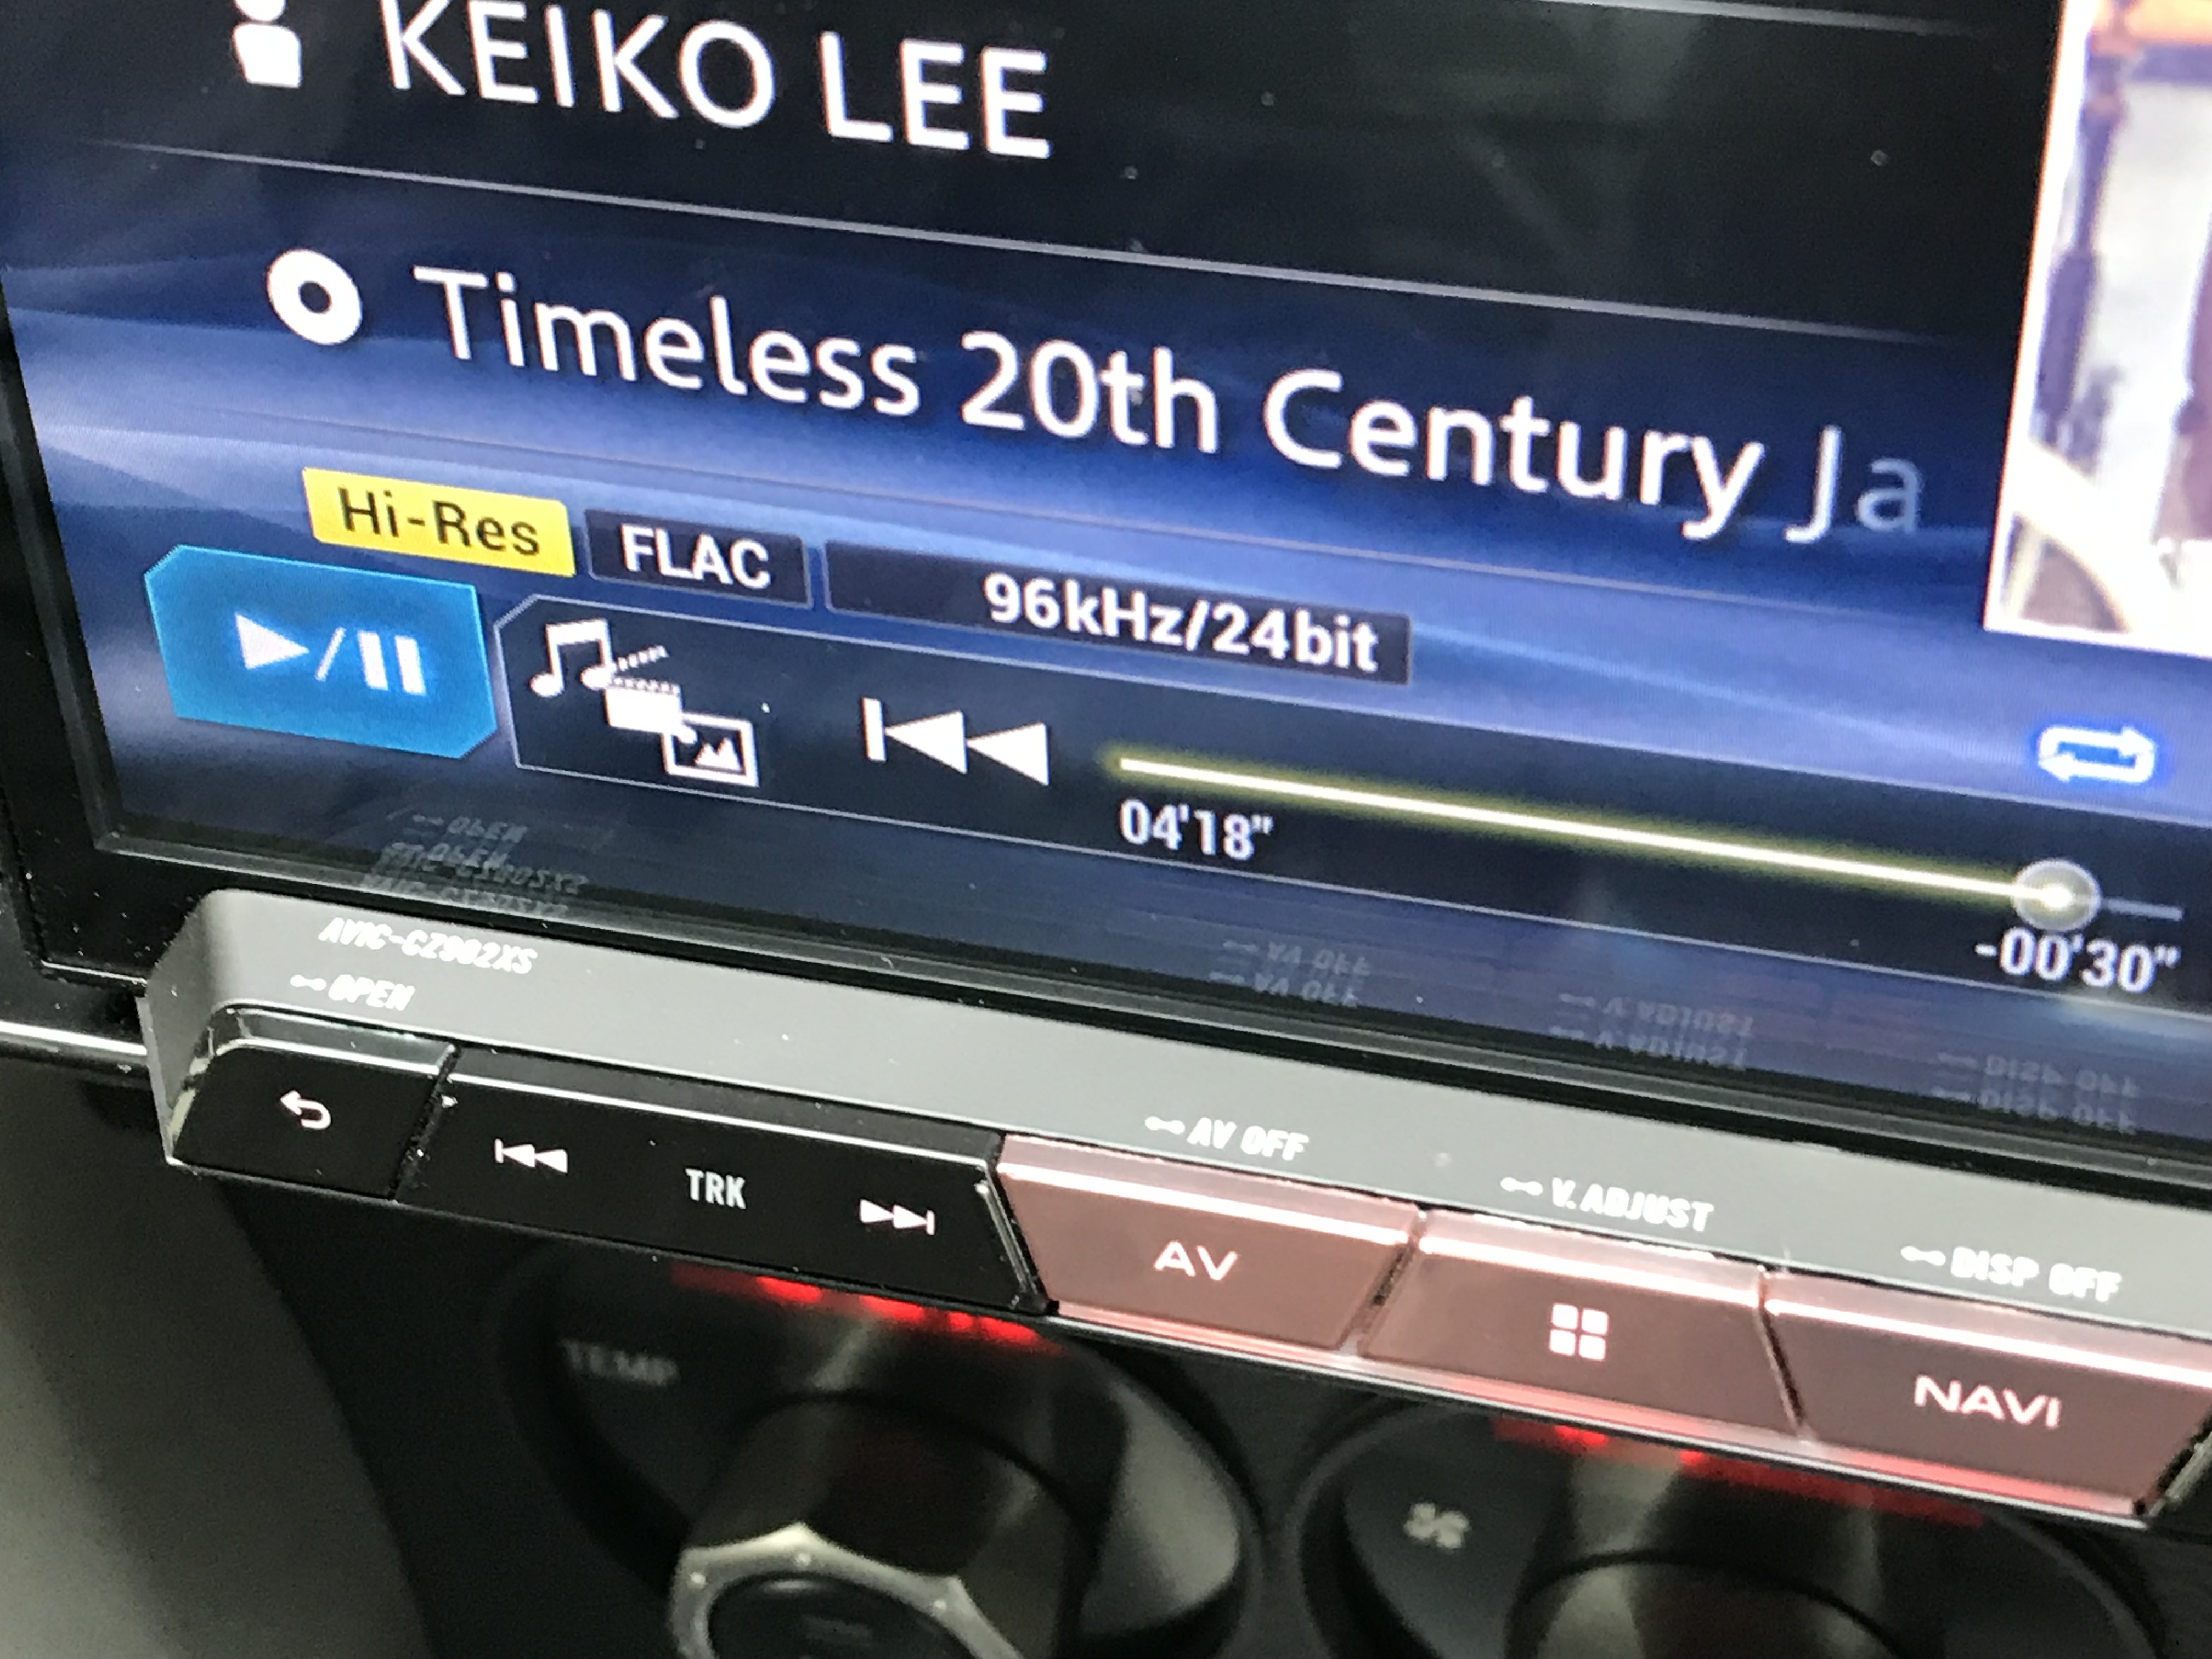 KEIKO LEE
Timeless 20th Century Ja
Hi-Res FLAC 96kHz/24bit
04'18" -00'30"
AVIC-CZ902XS
OPEN
AV OFF
V.ADJUST
DISP OFF
TRK
AV
NAVI
TEMP